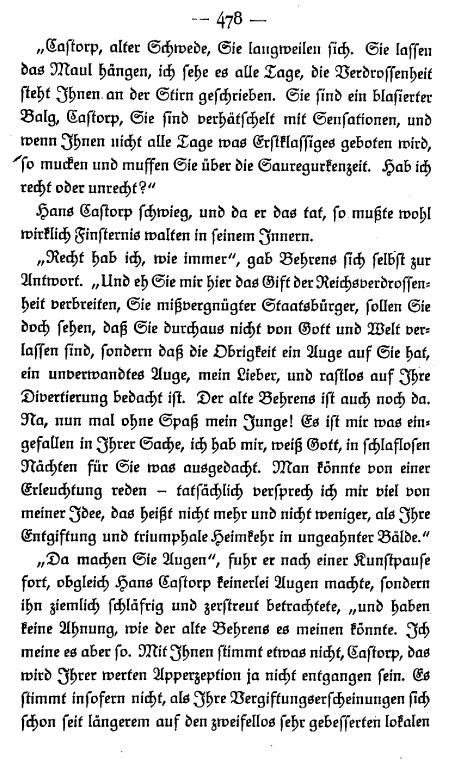 — 478 —
„Castorp, alter Schwede, Sie langweilen sich. Sie lassen
das Maul hängen, ich sehe es alle Tage, die Verdrossenheit
steht Ihnen an der Stirn geschrieben. Sie sind ein blasierter
Balg, Castorp, Sie sind verhätschelt mit Sensationen, und
wenn Ihnen nicht alle Tage was Erstklassiges geboten wird,
so mucken und muffen Sie über die Sauregurkenzeit. Hab ich
recht oder unrecht?“
Hans Castorp schwieg, und da er das tat, so mußte wohl
wirklich Finsternis walten in seinem Innern.
„Recht hab ich, wie immer“, gab Behrens sich selbst zur
Antwort. „Und eh Sie mir hier das Gift der Reichsverdrossen-
heit verbreiten, Sie mißvergnügter Staatsbürger, sollen Sie
doch sehen, daß Sie durchaus nicht von Gott und Welt ver-
lassen sind, sondern daß die Obrigkeit ein Auge auf Sie hat,
ein unverwandtes Auge, mein Lieber, und rastlos auf Ihre
Divertierung bedacht ist. Der alte Behrens ist auch noch da.
Na, nun mal ohne Spaß mein Junge! Es ist mir was ein-
gefallen in Ihrer Sache, ich hab mir, weiß Gott, in schlaflosen
Nächten für Sie was ausgedacht. Man könnte von einer
Erleuchtung reden – tatsächlich versprech ich mir viel von
meiner Idee, das heißt nicht mehr und nicht weniger, als Ihre
Entgiftung und triumphale Heimkehr in ungeahnter Bälde.“
„Da machen Sie Augen“, fuhr er nach einer Kunstpause
fort, obgleich Hans Castorp keinerlei Augen machte, sondern
ihn ziemlich schläfrig und zerstreut betrachtete, „und haben
keine Ahnung, wie der alte Behrens es meinen könnte. Ich
meine es aber so. Mit Ihnen stimmt etwas nicht, Castorp, das
wird Ihrer werten Apperzeption ja nicht entgangen sein. Es
stimmt insofern nicht, als Ihre Vergiftungserscheinungen sich
schon seit längerem auf den zweifellos sehr gebesserten lokalen